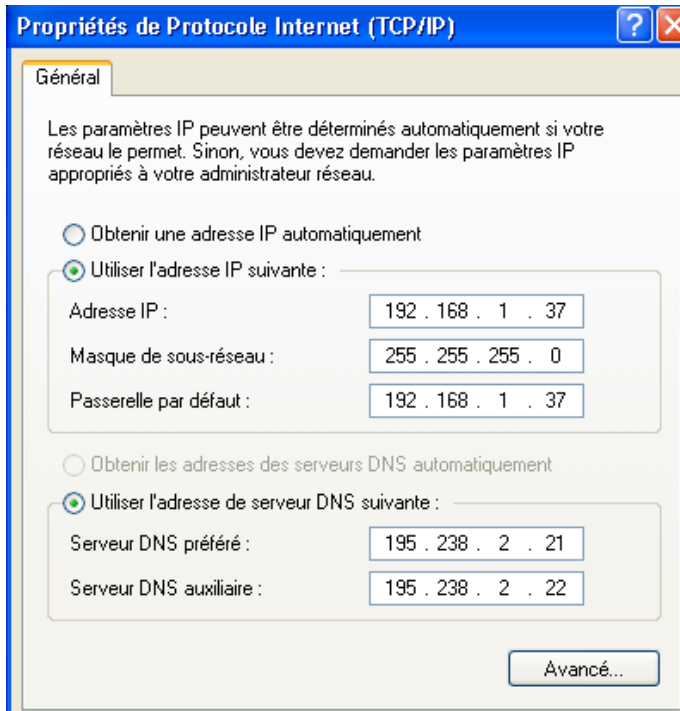 Propriétés de Protocole Internet (TCP/IP)
Général
Les paramètres IP peuvent être déterminés automatiquement si votre
réseau le permet. Sinon, vous devez demander les paramètres IP
appropriés à votre administrateur réseau.
Obtenir une adresse IP automatiquement
Utiliser l'adresse IP suivante :
Adresse IP : 192 . 168 . 1 . 37
Masque de sous-réseau : 255 . 255 . 255 . 0
Passerelle par défaut : 192 . 168 . 1 . 37
Obtenir les adresses des serveurs DNS automatiquement
Utiliser l'adresse de serveur DNS suivante :
Serveur DNS préféré : 195 . 238 . 2 . 21
Serveur DNS auxiliaire : 195 . 238 . 2 . 22
Avancé...